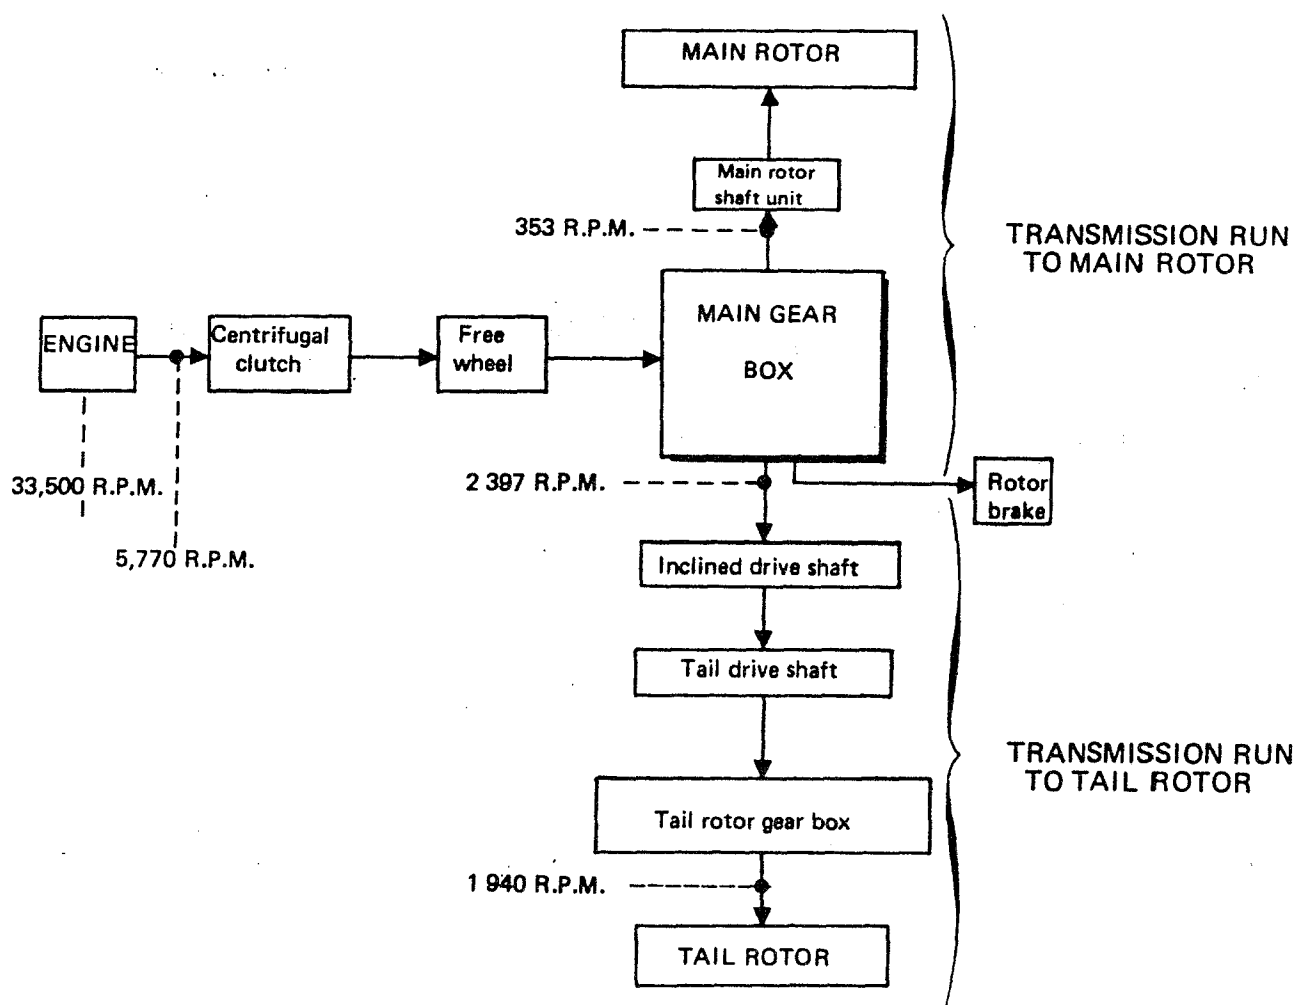 MAIN ROTOR
Main rotor
shaft unit
353 R.P.M.
TRANSMISSION RUN
TO MAIN ROTOR
ENGINE
Centrifugal
clutch
Free
wheel
MAIN GEAR
BOX
33,500 R.P.M.
5,770 R.P.M.
2 397 R.P.M.
Rotor
brake
Inclined drive shaft
Tail drive shaft
TRANSMISSION RUN
TO TAIL ROTOR
Tail rotor gear box
1 940 R.P.M.
TAIL ROTOR